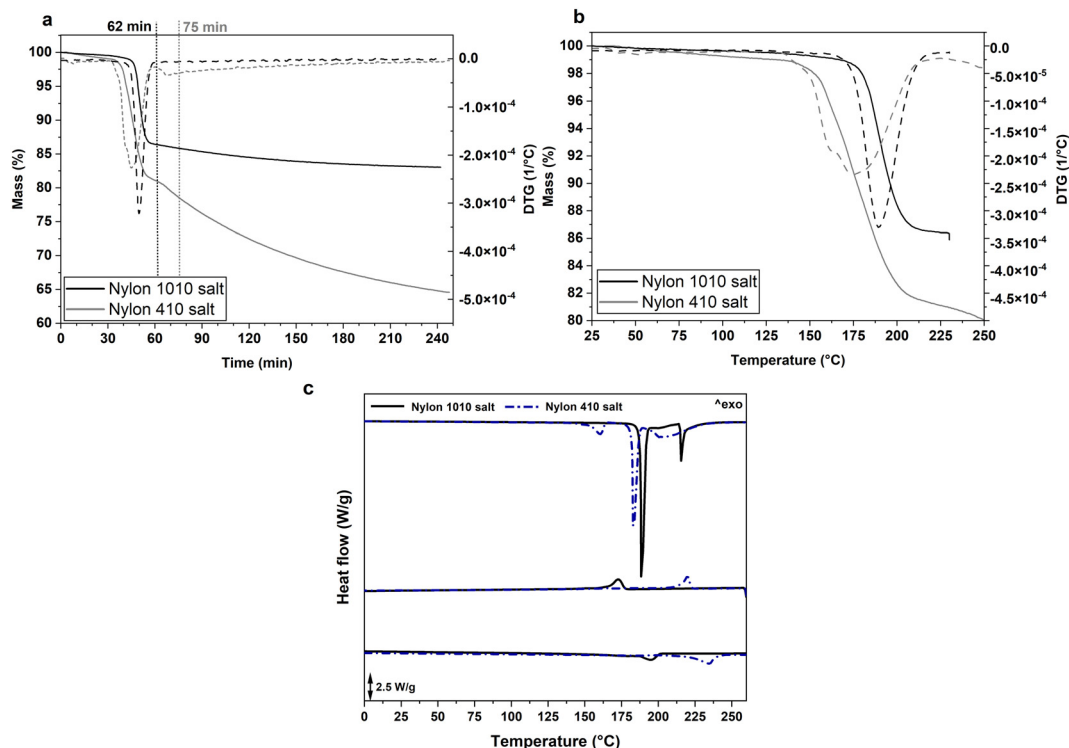 a
62 min
75 min
100
95
90
85
80
75
70
65
60
Mass (%)
0.0
-1.0×10⁻⁴
-2.0×10⁻⁴
-3.0×10⁻⁴
-4.0×10⁻⁴
-5.0×10⁻⁴
DTG (1/°C)
Nylon 1010 salt
Nylon 410 salt
0 30 60 90 120 150 180 210 240
Time (min)
b
100
98
96
94
92
90
88
86
84
82
80
Mass (%)
0.0
-5.0×10⁻⁵
-1.0×10⁻⁴
-1.5×10⁻⁴
-2.0×10⁻⁴
-2.5×10⁻⁴
-3.0×10⁻⁴
-3.5×10⁻⁴
-4.0×10⁻⁴
-4.5×10⁻⁴
DTG (1/°C)
Nylon 1010 salt
Nylon 410 salt
25 50 75 100 125 150 175 200 225 250
Temperature (°C)
c
Nylon 1010 salt Nylon 410 salt ^exo
Heat flow (W/g)
2.5 W/g
0 25 50 75 100 125 150 175 200 225 250
Temperature (°C)